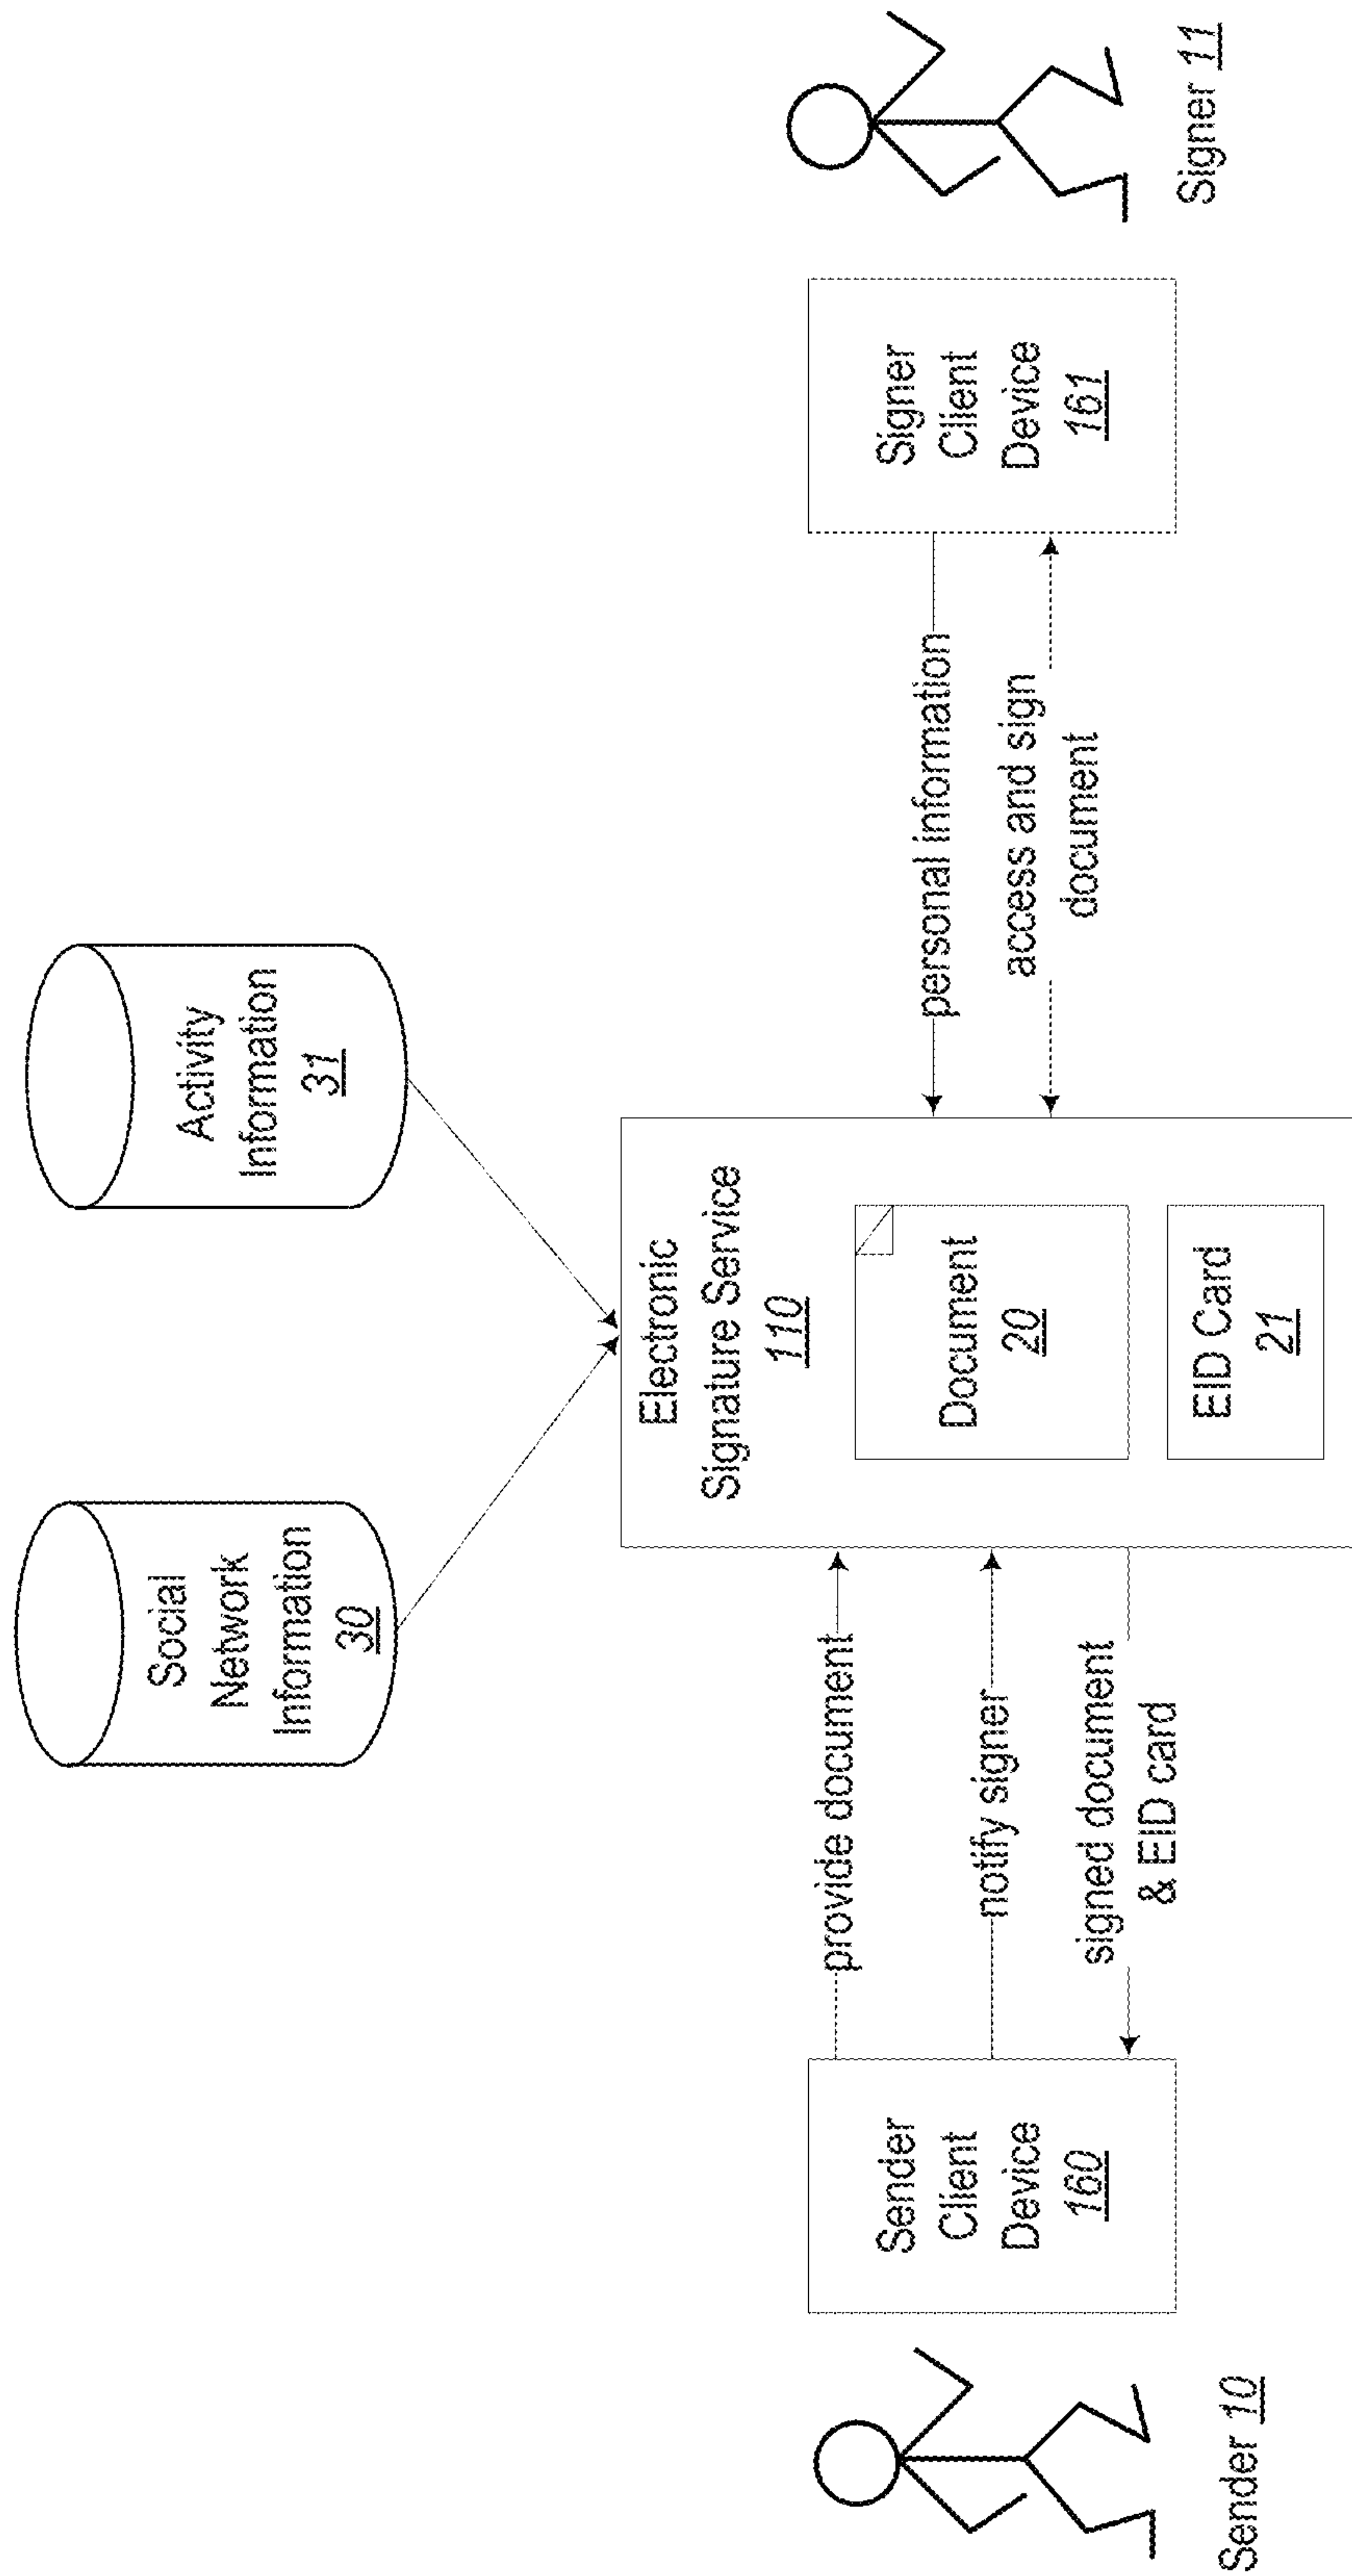 Social
Network
Information
30
Activity
Information
31
Electronic
Signature Service
110
Document
20
EID Card
21
Sender
Client
Device
160
provide document
notify signer
signed document
& EID card
personal information
access and sign
document
Signer
Client
Device
161
Sender 10
Signer 11